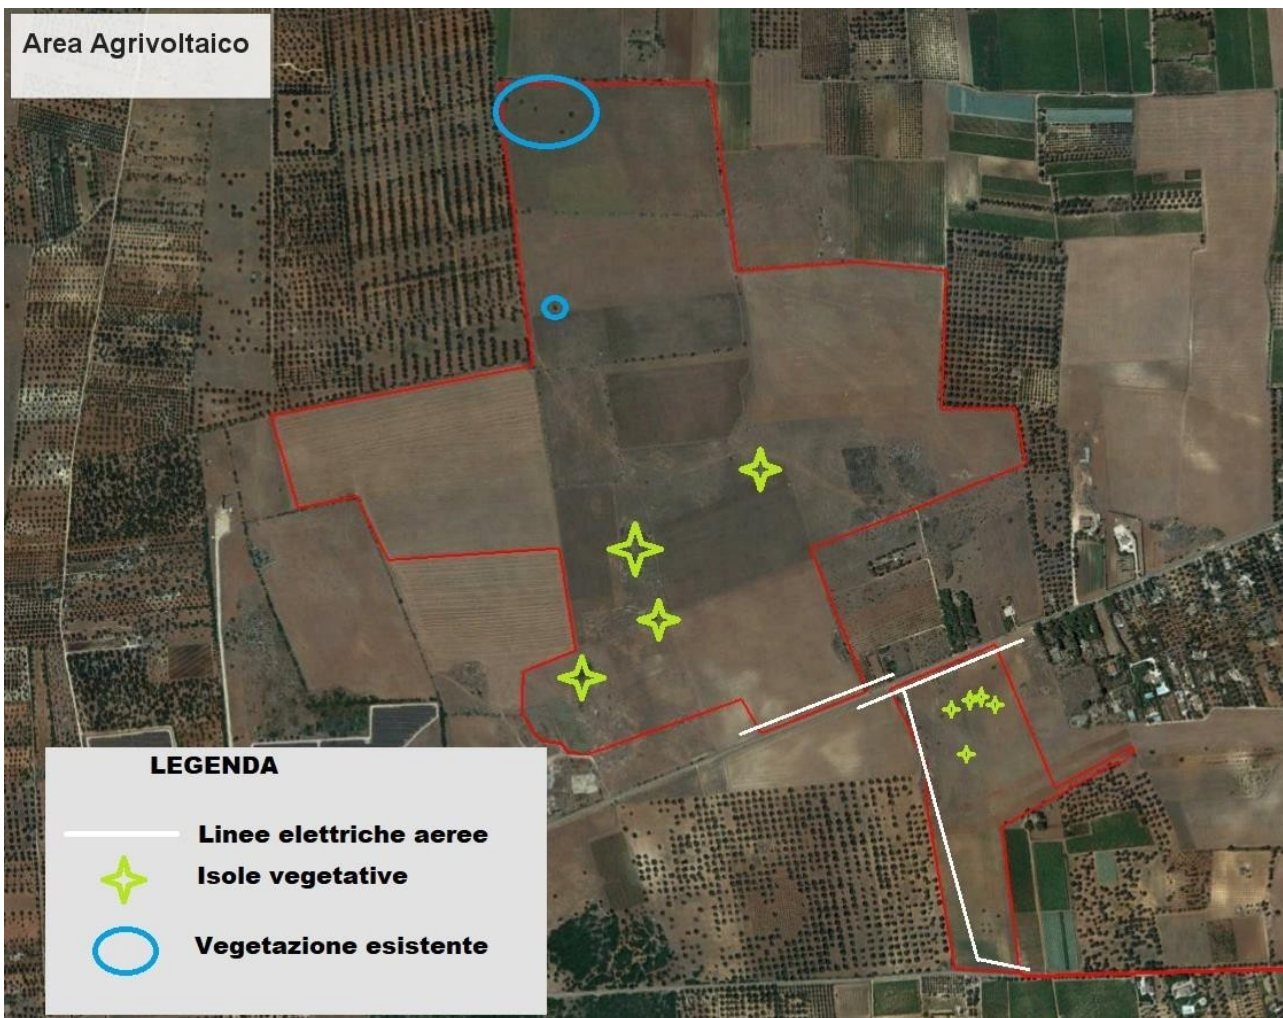 Area Agrivoltaico
LEGENDA
Linee elettriche aeree
Isole vegetative
Vegetazione esistente